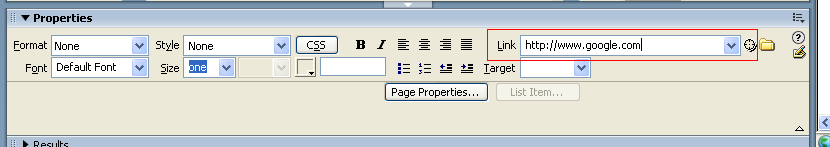 Properties
Format None Style None CSS B I Link http://www.google.com
Font Default Font Size one Target
Page Properties... List Item...
Results